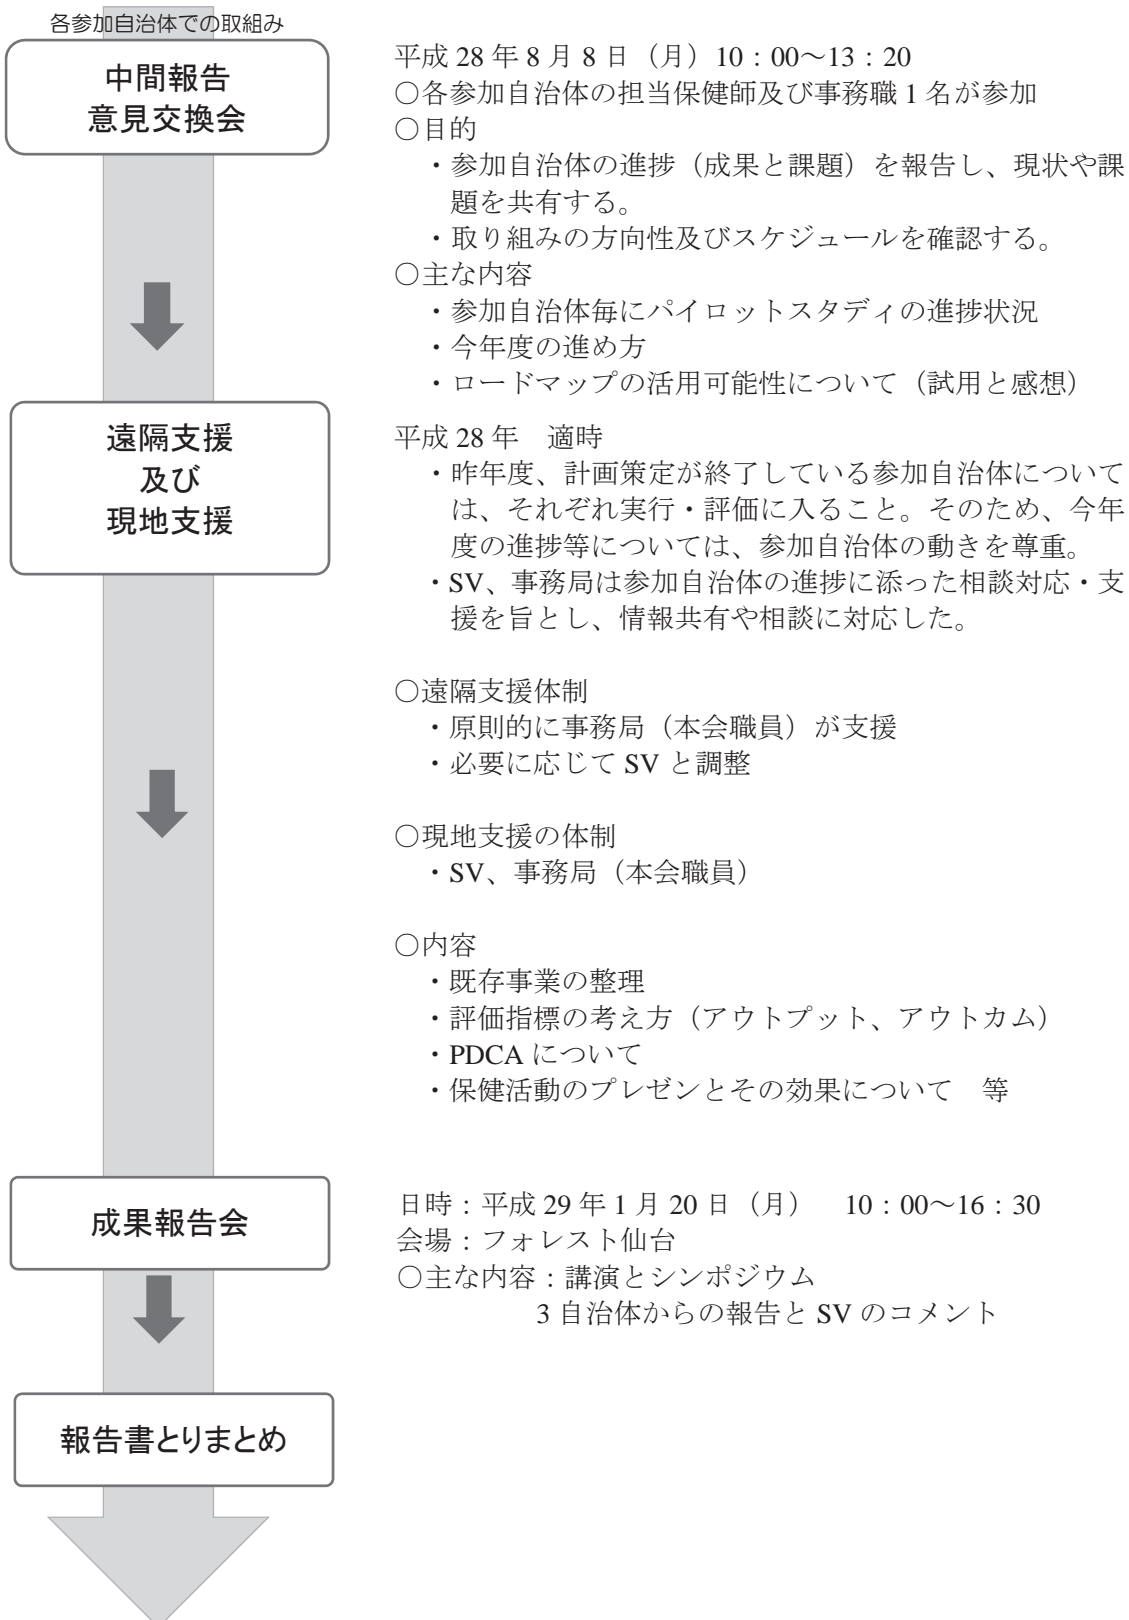 各参加自治体での取組み
中間報告
意見交換会
平成 28 年 8 月 8 日（月）10：00～13：20
○各参加自治体の担当保健師及び事務職 1 名が参加
○目的
・参加自治体の進捗（成果と課題）を報告し、現状や課
題を共有する。
・取り組みの方向性及びスケジュールを確認する。
○主な内容
・参加自治体毎にパイロットスタディの進捗状況
・今年度の進め方
・ロードマップの活用可能性について（試用と感想）
遠隔支援
及び
現地支援
平成 28 年　適時
・昨年度、計画策定が終了している参加自治体について
は、それぞれ実行・評価に入ること。そのため、今年
度の進捗等については、参加自治体の動きを尊重。
・SV、事務局は参加自治体の進捗に添った相談対応・支
援を旨とし、情報共有や相談に対応した。
○遠隔支援体制
・原則的に事務局（本会職員）が支援
・必要に応じて SV と調整
○現地支援の体制
・SV、事務局（本会職員）
○内容
・既存事業の整理
・評価指標の考え方（アウトプット、アウトカム）
・PDCA について
・保健活動のプレゼンとその効果について　等
成果報告会
日時：平成 29 年 1 月 20 日（月）　10：00～16：30
会場：フォレスト仙台
○主な内容：講演とシンポジウム
3 自治体からの報告と SV のコメント
報告書とりまとめ